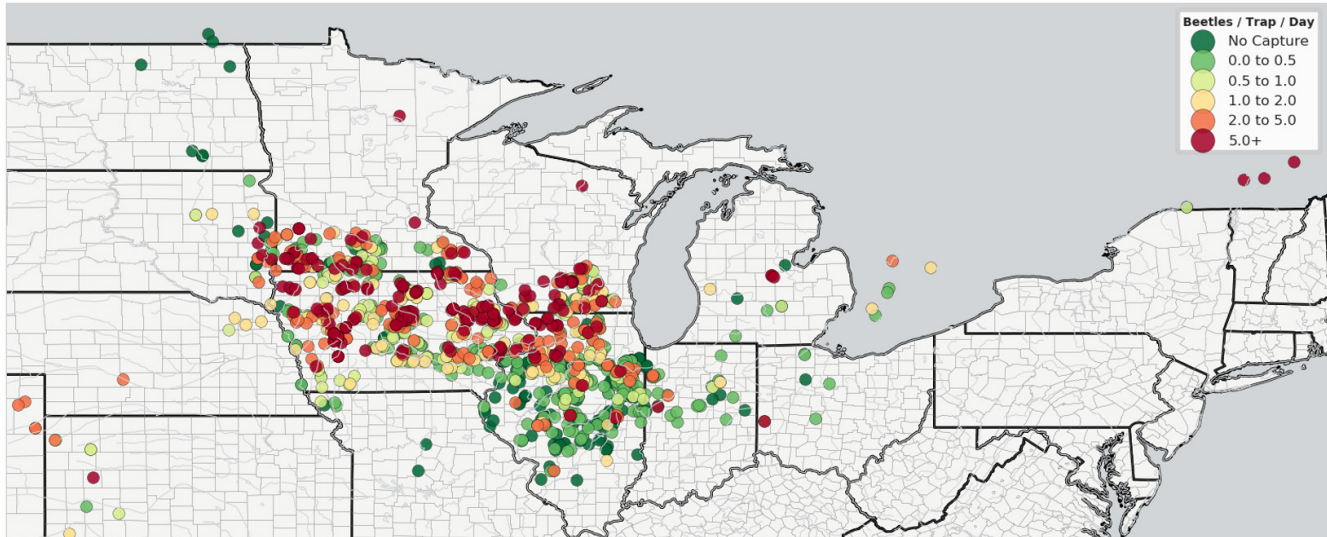 Beetles / Trap / Day
No Capture
0.0 to 0.5
0.5 to 1.0
1.0 to 2.0
2.0 to 5.0
5.0+